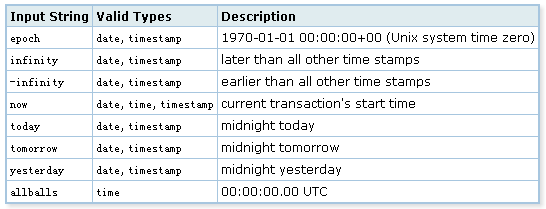 Input String Valid Types Description
epoch date, timestamp 1970-01-01 00:00:00+00 (Unix system time zero)
infinity date, timestamp later than all other time stamps
-infinity date, timestamp earlier than all other time stamps
now date, time, timestamp current transaction's start time
today date, timestamp midnight today
tomorrow date, timestamp midnight tomorrow
yesterday date, timestamp midnight yesterday
allballs time 00:00:00.00 UTC